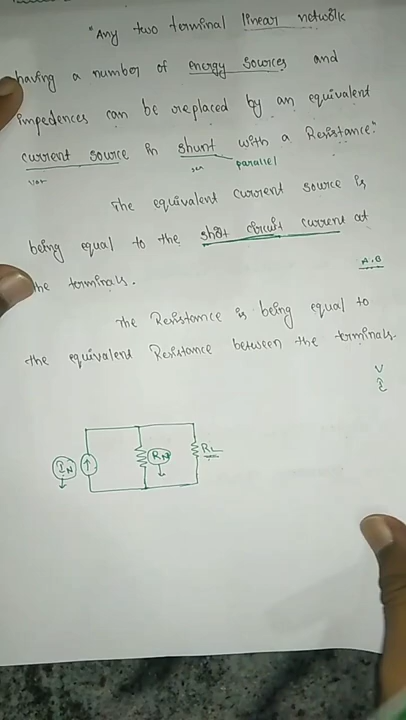 "Any two terminal linear network
having a number of energy sources and
impedences can be replaced by an equivalent
current source in shunt with a Resistance."
parallel
The equivalent current source is
being equal to the short circuit current at
the terminals.
A.B
The Resistance is being equal to
the equivalent Resistance between the terminals.
V
I
IN
RN
RL